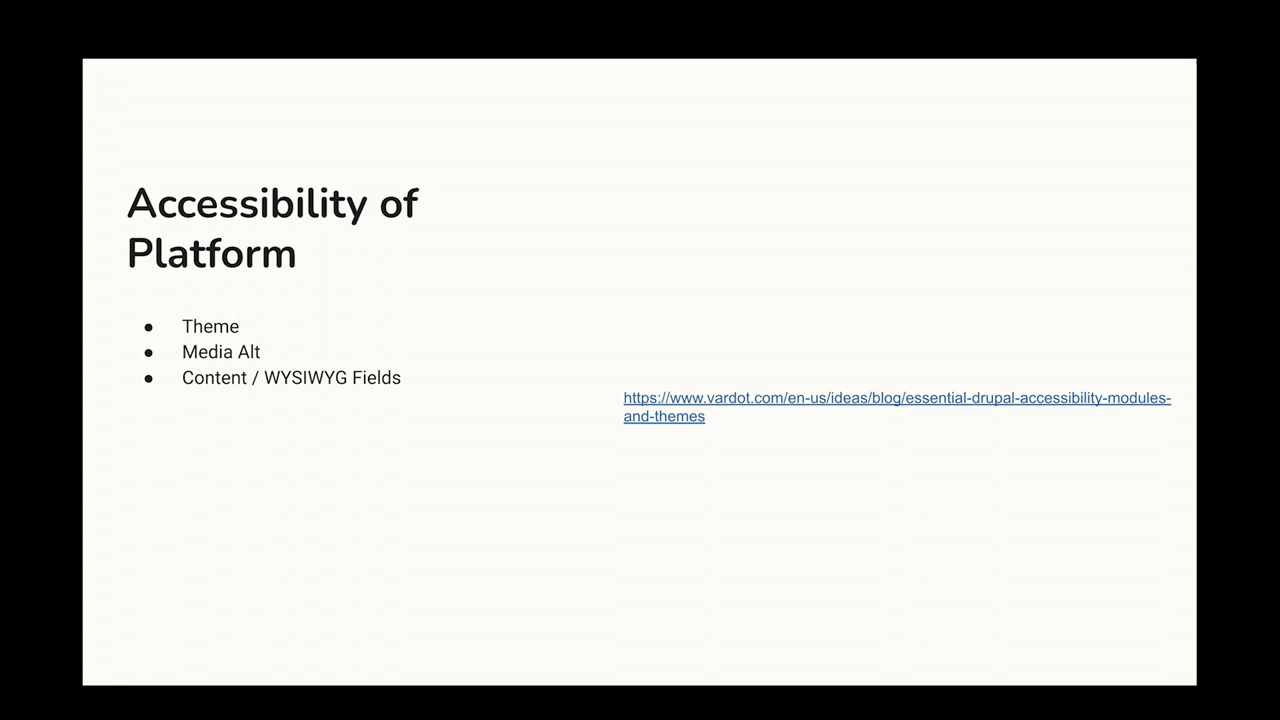 Accessibility of
Platform
● Theme
● Media Alt
● Content / WYSIWYG Fields
https://www.vardot.com/en-us/ideas/blog/essential-drupal-accessibility-modules-
and-themes